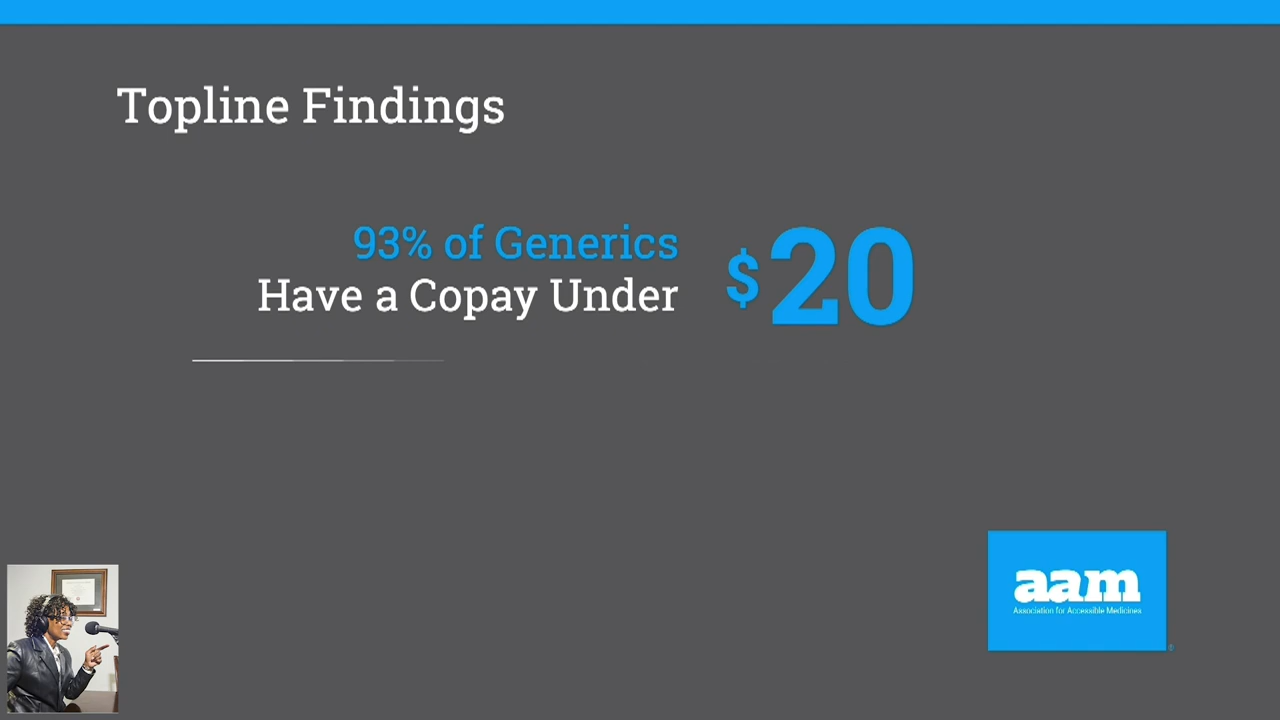 Topline Findings
93% of Generics
Have a Copay Under
$20
aam
Association for Accessible Medicines
®